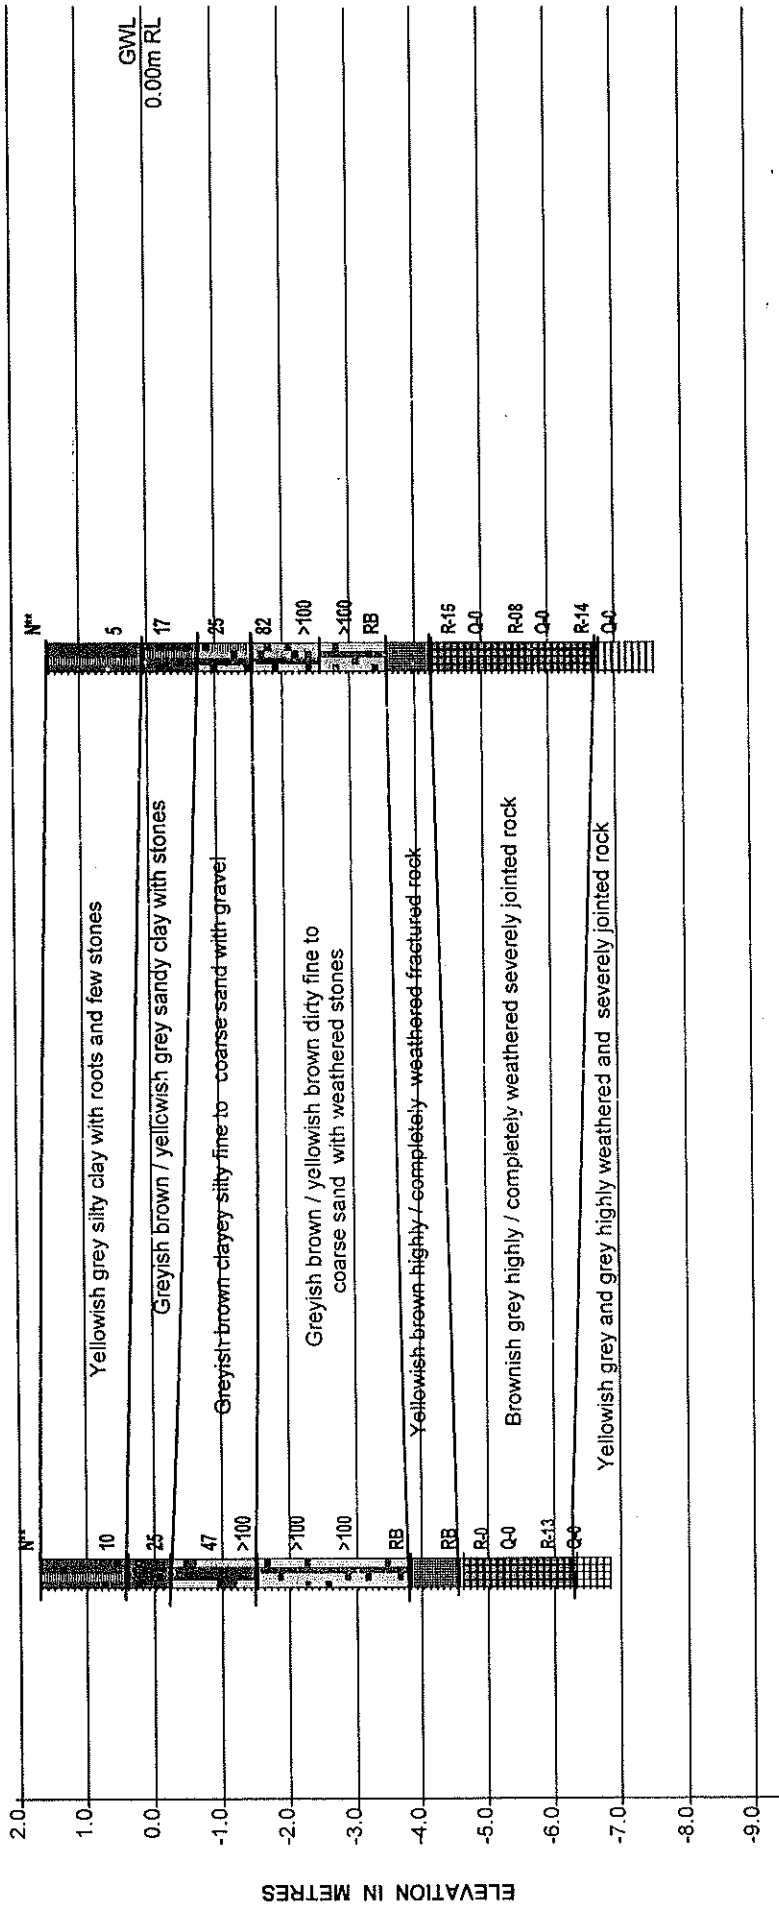 ELEVATION IN METRES
2.0
1.0
0.0
-1.0
-2.0
-3.0
-4.0
-5.0
-6.0
-7.0
-8.0
-9.0
N**
10
25
47
>100
>100
>100
RB
RB
R-0
Q-0
R-13
Q-0
Yellowish grey silty clay with roots and few stones
Greyish brown / yellowish grey sandy clay with stones
Greyish brown clayey silty fine to coarse sand with gravel
Greyish brown / yellowish brown dirty fine to
coarse sand with weathered stones
Yellowish brown highly / completely weathered fractured rock
Brownish grey highly / completely weathered severely jointed rock
Yellowish grey and grey highly weathered and severely jointed rock
N**
5
17
25
82
>100
>100
RB
R-15
Q-0
R-08
Q-0
R-14
Q-0
GWL
0.00m RL